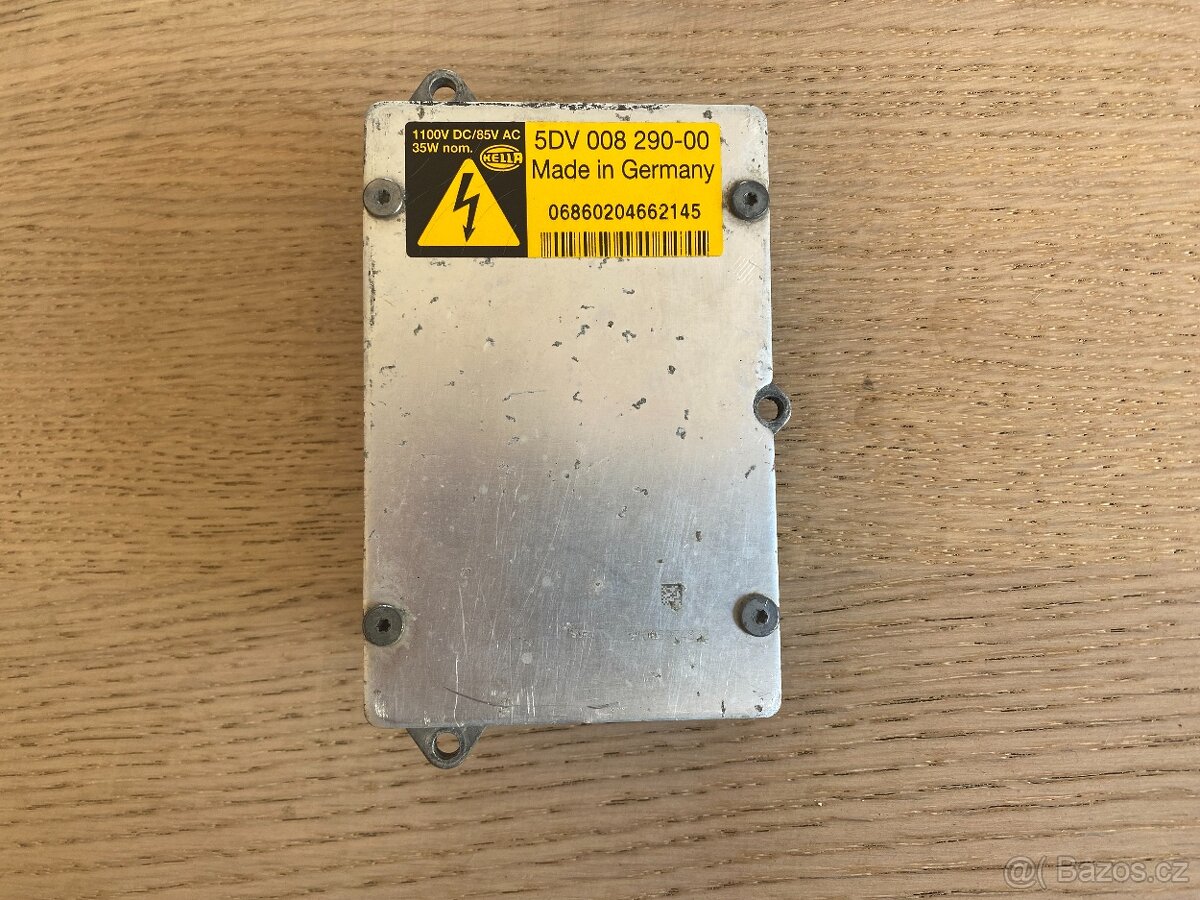 1100V DC/85V AC
35W nom.
HELLA
5DV 008 290-00
Made in Germany
06860204662145
@( Bazos.cz